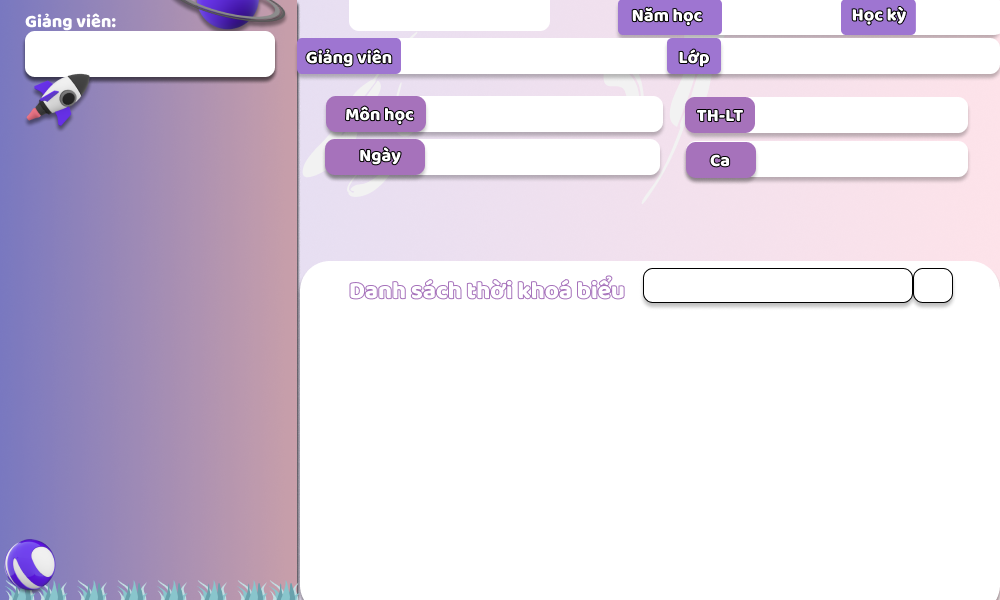 Giảng viên:
Năm học
Học kỳ
Giảng viên
Lớp
Môn học
TH-LT
Ngày
Ca
Danh sách thời khoá biểu